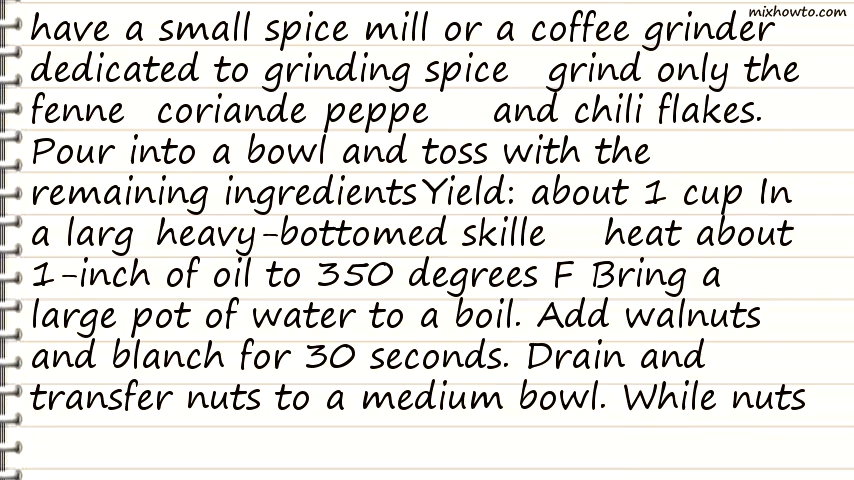 mixhowto.com
have a small spice mill or a coffee grinder
dedicated to grinding spice   grind only the
fenne   coriande peppe     and chili flakes.
Pour into a bowl and toss with the
remaining ingredientsYield: about 1 cup In
a larg  heavy-bottomed skille     heat about
1-inch of oil to 350 degrees F Bring a
large pot of water to a boil. Add walnuts
and blanch for 30 seconds. Drain and
transfer nuts to a medium bowl. While nuts